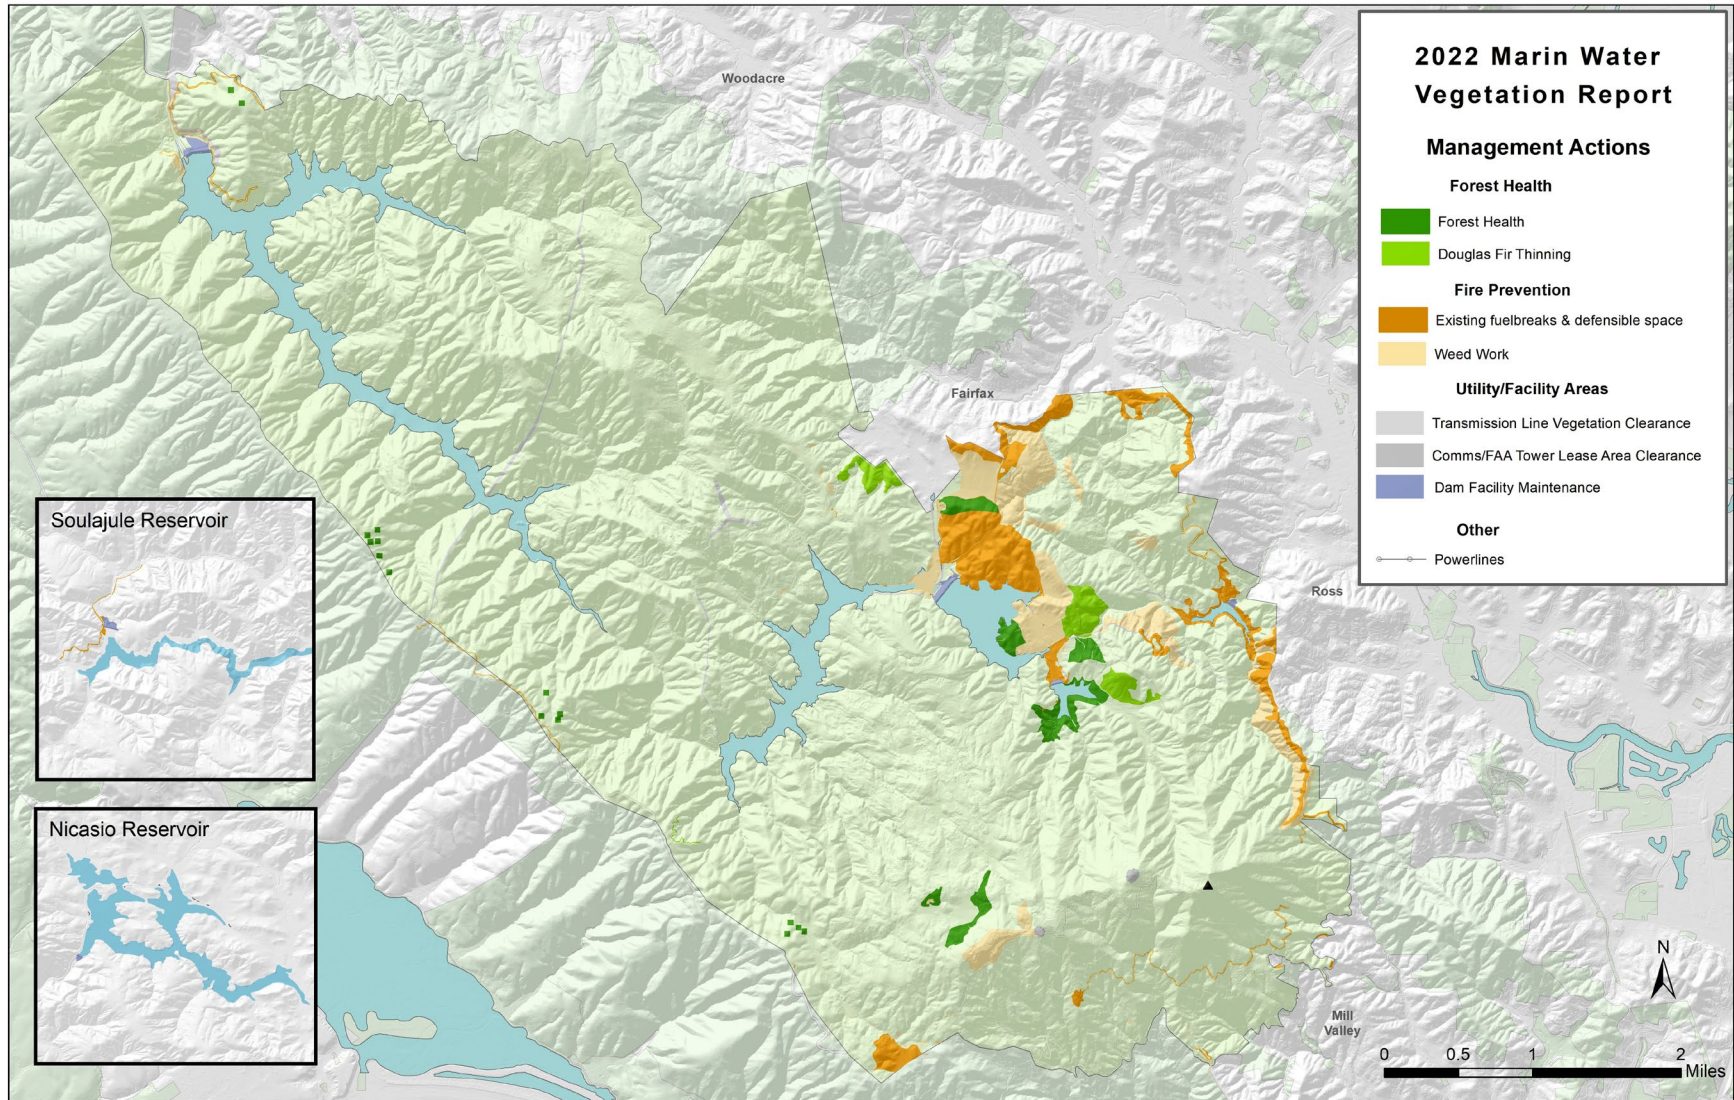 2022 Marin Water
Vegetation Report
Management Actions
Forest Health
Forest Health
Douglas Fir Thinning
Fire Prevention
Existing fuelbreaks & defensible space
Weed Work
Utility/Facility Areas
Transmission Line Vegetation Clearance
Comms/FAA Tower Lease Area Clearance
Dam Facility Maintenance
Other
Powerlines
Woodacre
Fairfax
Ross
Mill
Valley
Soulajule Reservoir
Nicasio Reservoir
N
0 0.5 1 2
Miles